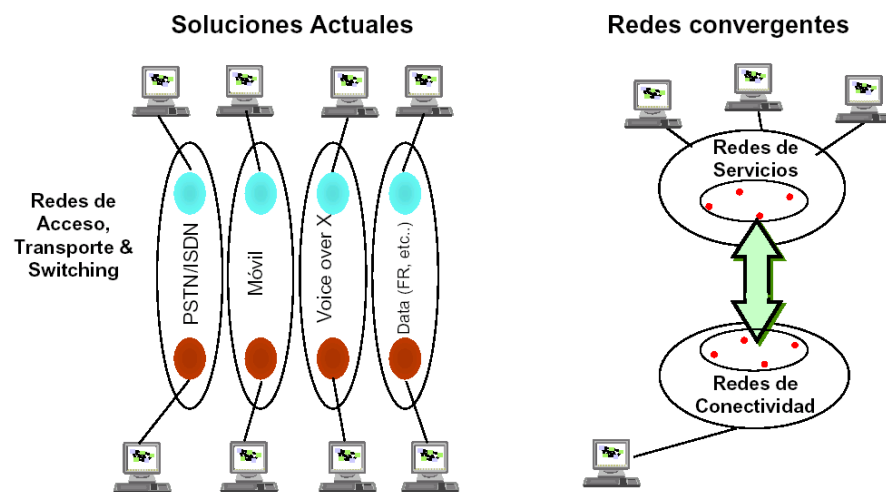 Soluciones Actuales
Redes convergentes
Redes de
Acceso,
Transporte &
Switching
PSTN/ISDN
Móvil
Voice over X
Data (FR, etc..)
Redes de
Servicios
Redes de
Conectividad